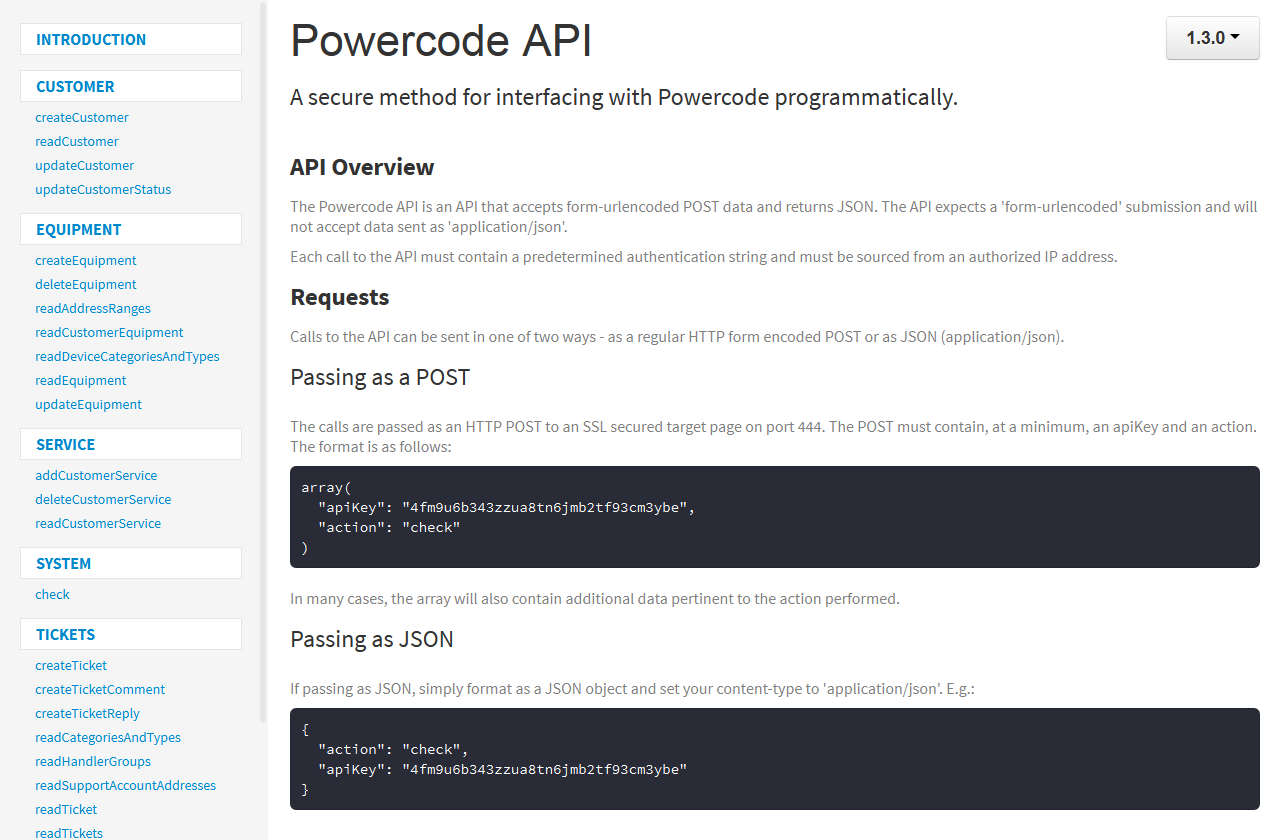 INTRODUCTION
CUSTOMER
createCustomer
readCustomer
updateCustomer
updateCustomerStatus
EQUIPMENT
createEquipment
deleteEquipment
readAddressRanges
readCustomerEquipment
readDeviceCategoriesAndTypes
readEquipment
updateEquipment
SERVICE
addCustomerService
deleteCustomerService
readCustomerService
SYSTEM
check
TICKETS
createTicket
createTicketComment
createTicketReply
readCategoriesAndTypes
readHandlerGroups
readSupportAccountAddresses
readTicket
readTickets
Powercode API
1.3.0
A secure method for interfacing with Powercode programmatically.
API Overview
The Powercode API is an API that accepts form-urlencoded POST data and returns JSON. The API expects a 'form-urlencoded' submission and will
not accept data sent as 'application/json'.
Each call to the API must contain a predetermined authentication string and must be sourced from an authorized IP address.
Requests
Calls to the API can be sent in one of two ways - as a regular HTTP form encoded POST or as JSON (application/json).
Passing as a POST
The calls are passed as an HTTP POST to an SSL secured target page on port 444. The POST must contain, at a minimum, an apiKey and an action.
The format is as follows:
array(
  "apiKey": "4fm9u6b343zzua8tn6jmb2tf93cm3ybe",
  "action": "check"
)
In many cases, the array will also contain additional data pertinent to the action performed.
Passing as JSON
If passing as JSON, simply format as a JSON object and set your content-type to 'application/json'. E.g.:
{
  "action": "check",
  "apiKey": "4fm9u6b343zzua8tn6jmb2tf93cm3ybe"
}